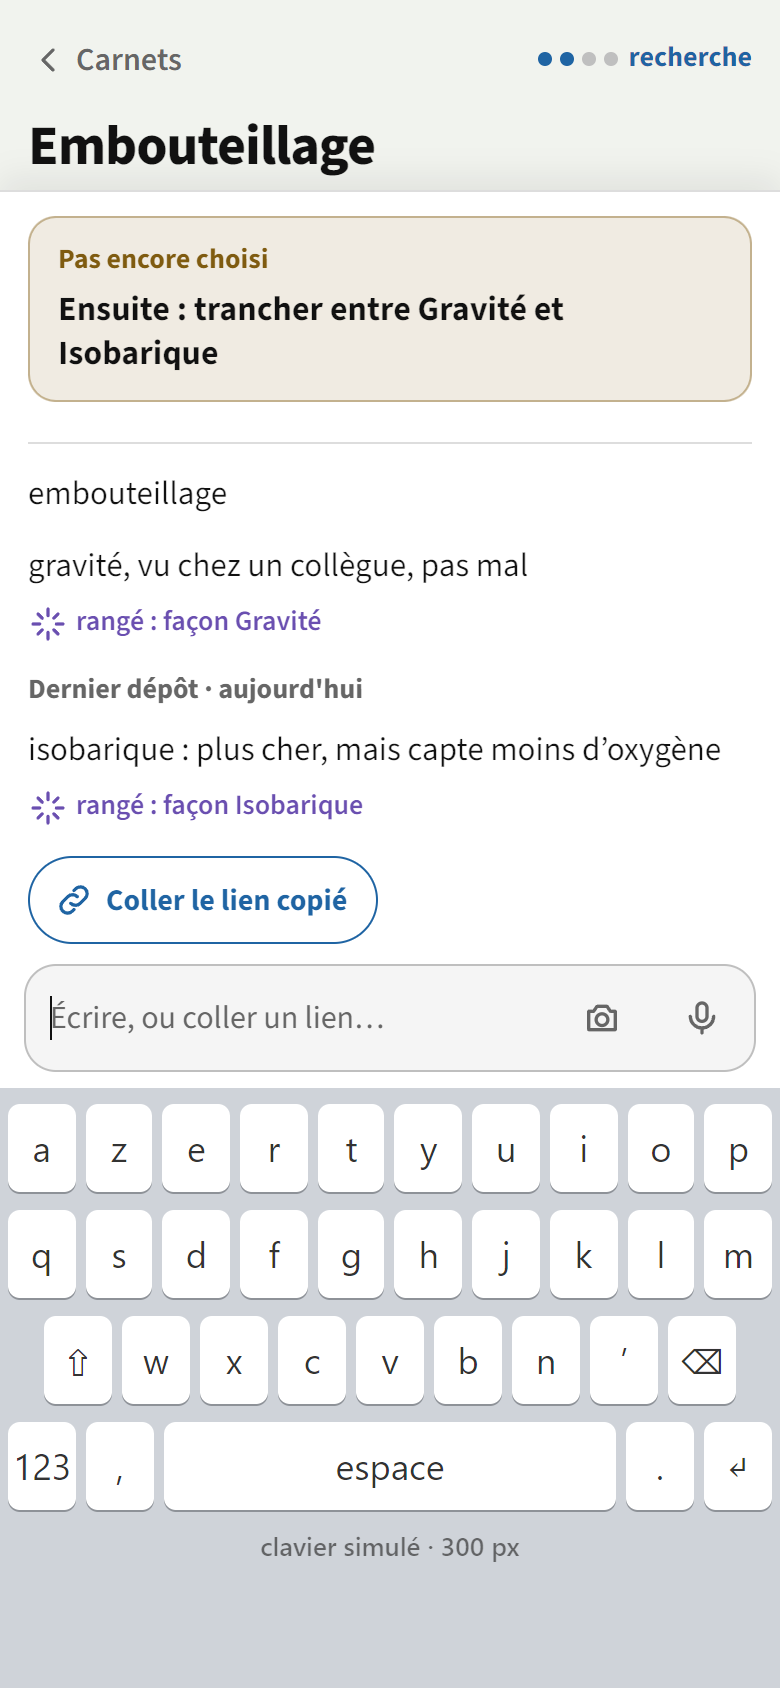 Carnets
recherche
Embouteillage
Pas encore choisi
Ensuite : trancher entre Gravité et
Isobarique
embouteillage
gravité, vu chez un collègue, pas mal
rangé : façon Gravité
Dernier dépôt · aujourd'hui
isobarique : plus cher, mais capte moins d’oxygène
rangé : façon Isobarique
Coller le lien copié
Écrire, ou coller un lien…
a z e r t y u i o p
q s d f g h j k l m
⇧ w x c v b n ’ ⌫
123 , espace . ↵
clavier simulé · 300 px